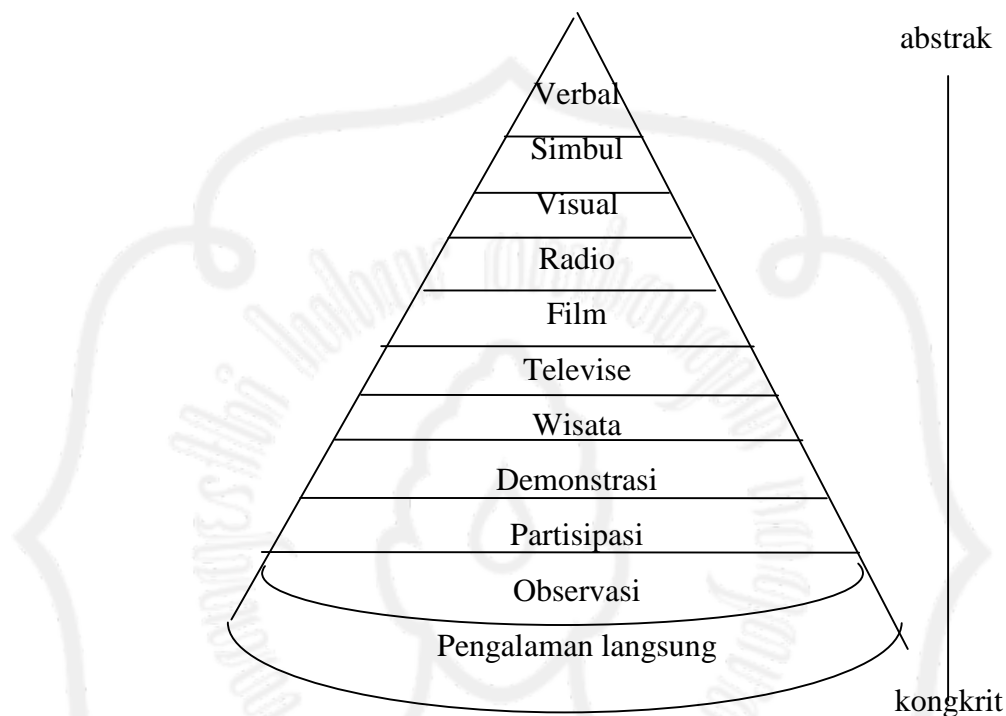 abstrak
Verbal
Simbul
Visual
Radio
Film
Televise
Wisata
Demonstrasi
Partisipasi
Observasi
Pengalaman langsung
kongkrit